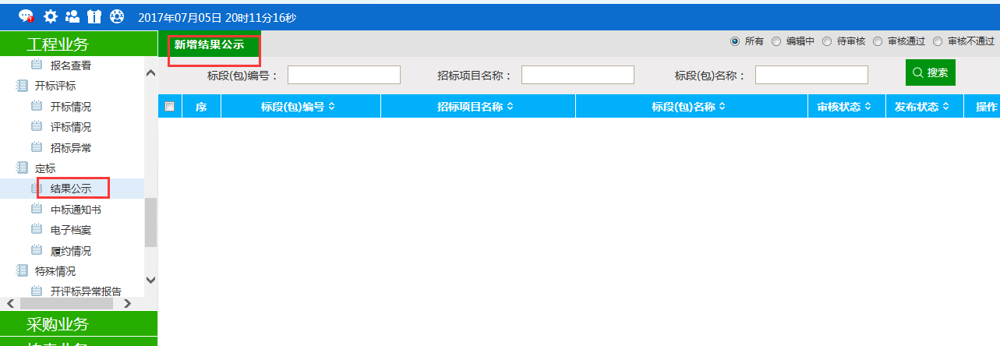 2017年07月05日 20时11分16秒
工程业务
报名查看
开标评标
开标情况
评标情况
招标异常
定标
结果公示
中标通知书
电子档案
履约情况
特殊情况
开评标异常报告
采购业务
新增结果公示
所有 编辑中 待审核 审核通过 审核不通过
标段(包)编号： 招标项目名称： 标段(包)名称： 搜索
序 标段(包)编号 招标项目名称 标段(包)名称 审核状态 发布状态 操作